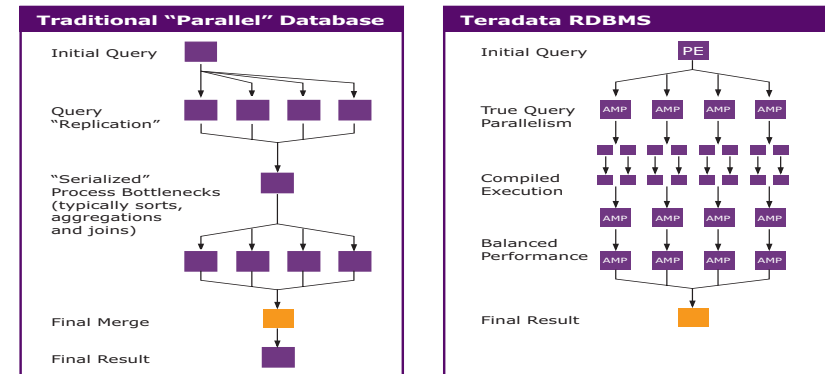 Traditional “Parallel” Database
Initial Query
Query
“Replication”
“Serialized”
Process Bottlenecks
(typically sorts,
aggregations
and joins)
Final Merge
Final Result
Teradata RDBMS
Initial Query
PE
True Query
Parallelism
AMP AMP AMP AMP
Compiled
Execution
AMP AMP AMP AMP
Balanced
Performance
AMP AMP AMP AMP
Final Result